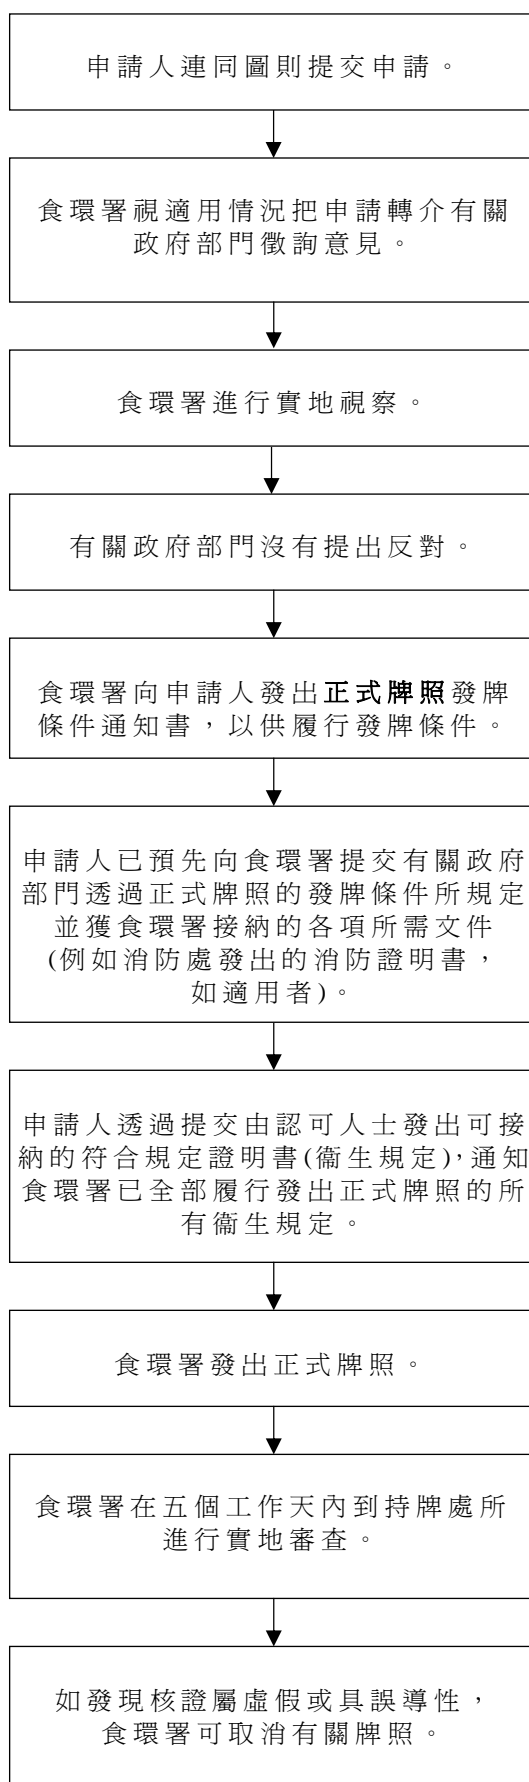 申請人連同圖則提交申請。
食環署視適用情況把申請轉介有關
政府部門徵詢意見。
食環署進行實地視察。
有關政府部門沒有提出反對。
食環署向申請人發出正式牌照發牌
條件通知書，以供履行發牌條件。
申請人已預先向食環署提交有關政府
部門透過正式牌照的發牌條件所規定
並獲食環署接納的各項所需文件
(例如消防處發出的消防證明書，
如適用者)。
申請人透過提交由認可人士發出可接
納的符合規定證明書(衞生規定)，通知
食環署已全部履行發出正式牌照的所
有衞生規定。
食環署發出正式牌照。
食環署在五個工作天內到持牌處所
進行實地審查。
如發現核證屬虛假或具誤導性，
食環署可取消有關牌照。